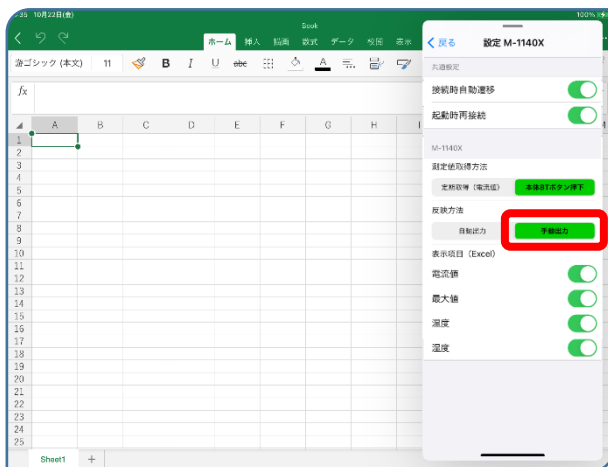 :35 10月22日(金)
100%
Book
ホーム 挿入 描画 数式 データ 校閲 表示
游ゴシック (本文) 11 B I U abc A
fx
A B C D E F G H I
1
2
3
4
5
6
7
8
9
10
11
12
13
14
15
16
17
18
19
20
21
22
23
24
25
Sheet1 +
戻る 設定 M-1140X
共通設定
接続時自動遷移
起動時再接続
M-1140X
測定値取得方法
定期取得（電流値） 本体BTボタン押下
反映方法
自動出力 手動出力
表示項目（Excel）
電流値
最大値
温度
湿度